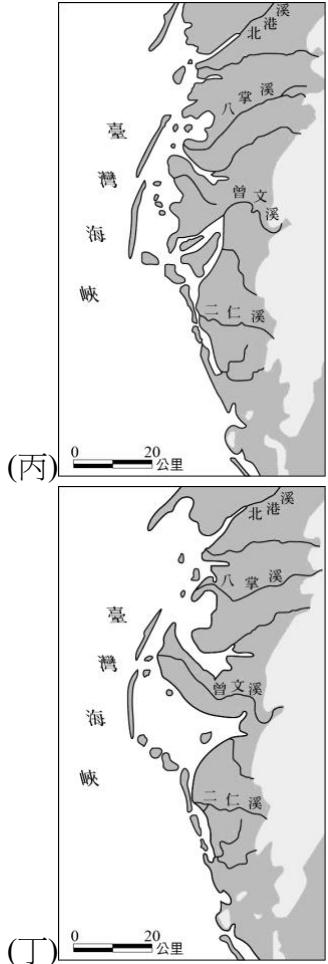 北港溪
八掌溪
臺灣海峽
曾文溪
二仁溪
0 20
公里
(丙)
北港溪
八掌溪
臺灣海峽
曾文溪
二仁溪
0 20
公里
(丁)